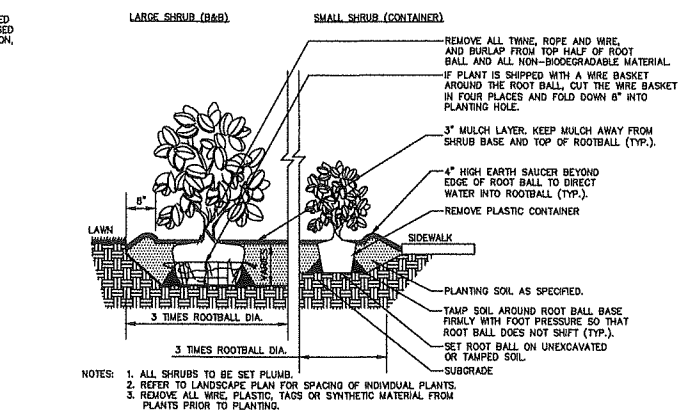 ED
SED
ON,
LARGE SHRUB (B&B)
SMALL SHRUB (CONTAINER)
REMOVE ALL TWINE, ROPE AND WIRE,
AND BURLAP FROM TOP HALF OF ROOT
BALL AND ALL NON-BIODEGRADABLE MATERIAL.
IF PLANT IS SHIPPED WITH A WIRE BASKET
AROUND THE ROOT BALL, CUT THE WIRE BASKET
IN FOUR PLACES AND FOLD DOWN 8" INTO
PLANTING HOLE.
3" MULCH LAYER. KEEP MULCH AWAY FROM
SHRUB BASE AND TOP OF ROOTBALL (TYP.).
4" HIGH EARTH SAUCER BEYOND
EDGE OF ROOT BALL TO DIRECT
WATER INTO ROOTBALL (TYP.).
REMOVE PLASTIC CONTAINER
8"
LAWN
SIDEWALK
VARIES
PLANTING SOIL AS SPECIFIED.
TAMP SOIL AROUND ROOT BALL BASE
FIRMLY WITH FOOT PRESSURE SO THAT
ROOT BALL DOES NOT SHIFT (TYP.).
SET ROOT BALL ON UNEXCAVATED
OR TAMPED SOIL
SUBGRADE
3 TIMES ROOTBALL DIA.
3 TIMES ROOTBALL DIA.
NOTES: 1. ALL SHRUBS TO BE SET PLUMB.
2. REFER TO LANDSCAPE PLAN FOR SPACING OF INDIVIDUAL PLANTS.
3. REMOVE ALL WIRE, PLASTIC, TAGS OR SYNTHETIC MATERIAL FROM
PLANTS PRIOR TO PLANTING.